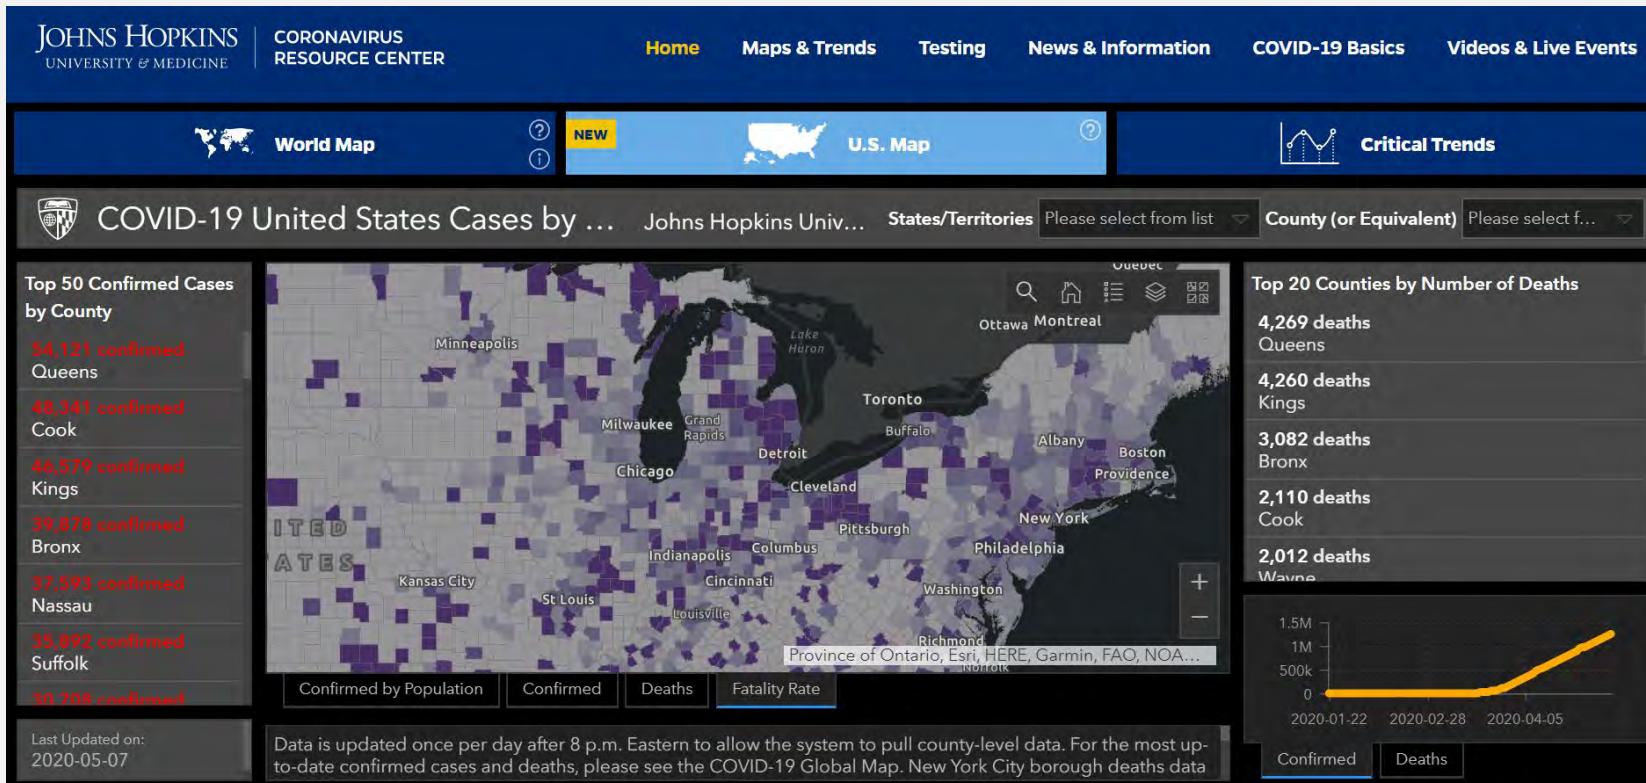 JOHNS HOPKINS
UNIVERSITY & MEDICINE
CORONAVIRUS
RESOURCE CENTER
Home
Maps & Trends
Testing
News & Information
COVID-19 Basics
Videos & Live Events
World Map
NEW
U.S. Map
Critical Trends
COVID-19 United States Cases by ...
Johns Hopkins Univ...
States/Territories
Please select from list
County (or Equivalent)
Please select f...
Top 50 Confirmed Cases
by County
54,121 confirmed
Queens
48,341 confirmed
Cook
46,579 confirmed
Kings
39,878 confirmed
Bronx
37,593 confirmed
Nassau
35,892 confirmed
Suffolk
30,708 confirmed
Last Updated on:
2020-05-07
Quebec
Ottawa
Montreal
Lake
Huron
Minneapolis
Toronto
Milwaukee
Grand
Rapids
Buffalo
Albany
Detroit
Boston
Chicago
Providence
Cleveland
New York
UNITED
STATES
Pittsburgh
Indianapolis
Columbus
Philadelphia
Kansas City
Cincinnati
St Louis
Washington
Louisville
Richmond
Province of Ontario, Esri, HERE, Garmin, FAO, NOA...
Norfolk
Confirmed by Population
Confirmed
Deaths
Fatality Rate
Data is updated once per day after 8 p.m. Eastern to allow the system to pull county-level data. For the most up-
to-date confirmed cases and deaths, please see the COVID-19 Global Map. New York City borough deaths data
Top 20 Counties by Number of Deaths
4,269 deaths
Queens
4,260 deaths
Kings
3,082 deaths
Bronx
2,110 deaths
Cook
2,012 deaths
Wayne
1.5M
1M
500k
0
2020-01-22
2020-02-28
2020-04-05
Confirmed
Deaths